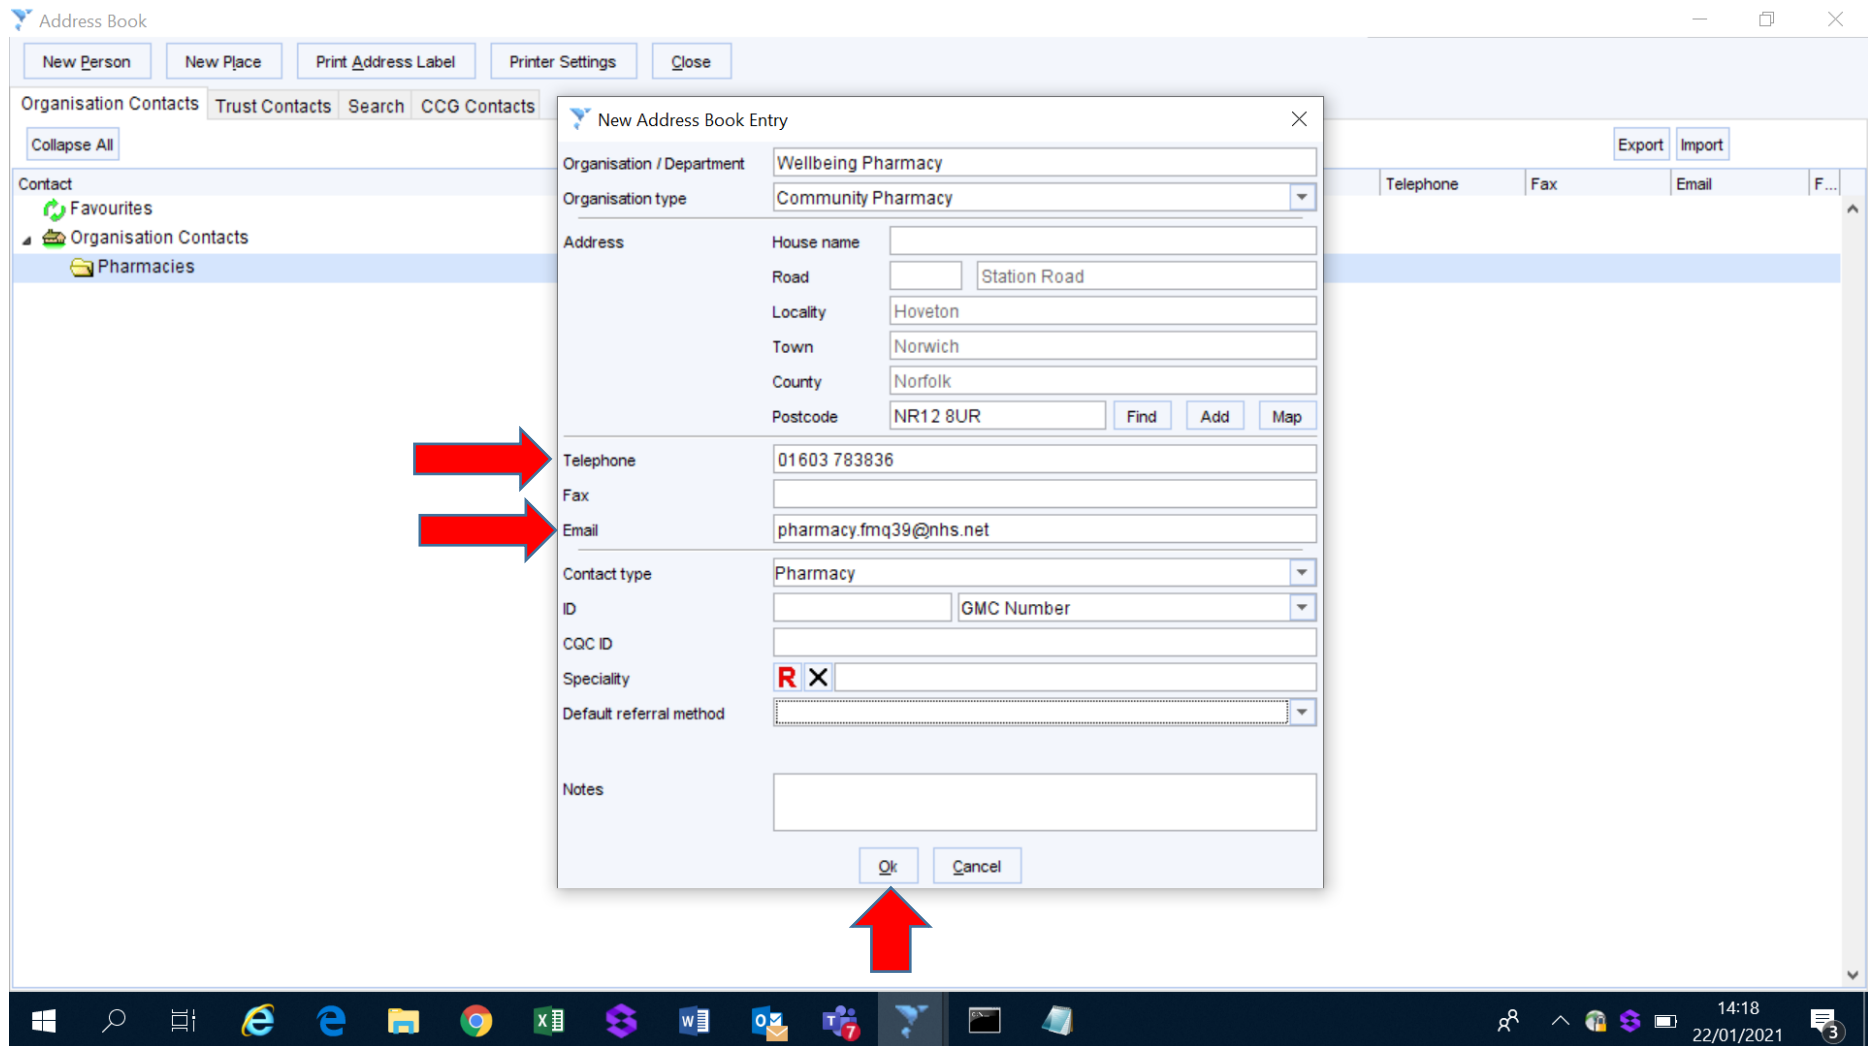 Address Book
New Person New Place Print Address Label Printer Settings Close
Organisation Contacts Trust Contacts Search CCG Contacts
Collapse All Export Import
Contact Telephone Fax Email F...
Favourites
Organisation Contacts
Pharmacies
New Address Book Entry
Organisation / Department Wellbeing Pharmacy
Organisation type Community Pharmacy
Address House name
Road Station Road
Locality Hoveton
Town Norwich
County Norfolk
Postcode NR12 8UR Find Add Map
Telephone 01603 783836
Fax
Email pharmacy.fmq39@nhs.net
Contact type Pharmacy
ID GMC Number
CQC ID
Speciality R
Default referral method
Notes
Ok Cancel
7
14:18
22/01/2021
3